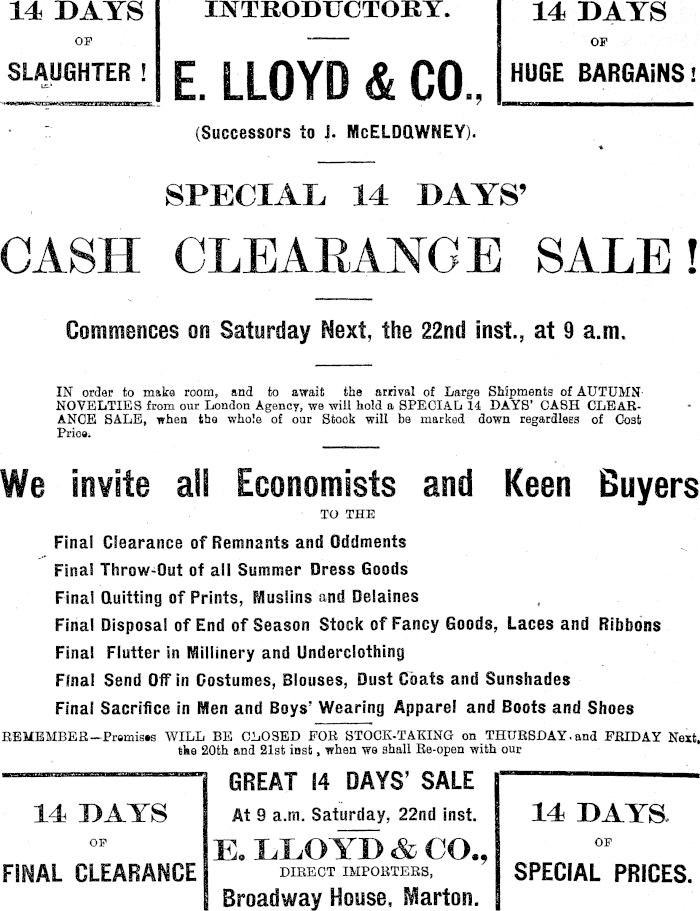 14 DAYS
OF
SLAUGHTER !
INTRODUCTORY.
E. LLOYD & CO.,
14 DAYS
OF
HUGE BARGAiNS !
(Successors to J. McELDOWNEY).
SPECIAL 14 DAYS'
CASH CLEARANCE SALE !
Commences on Saturday Next, the 22nd inst., at 9 a.m.
IN order to make room, and to await the arrival of Large Shipments of AUTUMN
NOVELTIES from our London Agency, we will hold a SPECIAL 14 DAYS' CASH CLEAR-
ANCE SALE, when the whole of our Stock will be marked down regardless of Cost
Price.
We invite all Economists and Keen Buyers
TO THE
Final Clearance of Remnants and Oddments
Final Throw-Out of all Summer Dress Goods
Final Quitting of Prints, Muslins and Delaines
Final Disposal of End of Season Stock of Fancy Goods, Laces and Ribbons
Final Flutter in Millinery and Underclothing
Final Send Off in Costumes, Blouses, Dust Coats and Sunshades
Final Sacrifice in Men and Boys' Wearing Apparel and Boots and Shoes
REMEMBER—Premises WILL BE CLOSED FOR STOCK-TAKING on THURSDAY and FRIDAY Next,
the 20th and 21st inst, when we shall Re-open with our
14 DAYS
OF
FINAL CLEARANCE
GREAT 14 DAYS' SALE
At 9 a.m. Saturday, 22nd inst.
E. LLOYD & CO.,
DIRECT IMPORTERS,
Broadway House, Marton.
14 DAYS.
OF
SPECIAL PRICES.